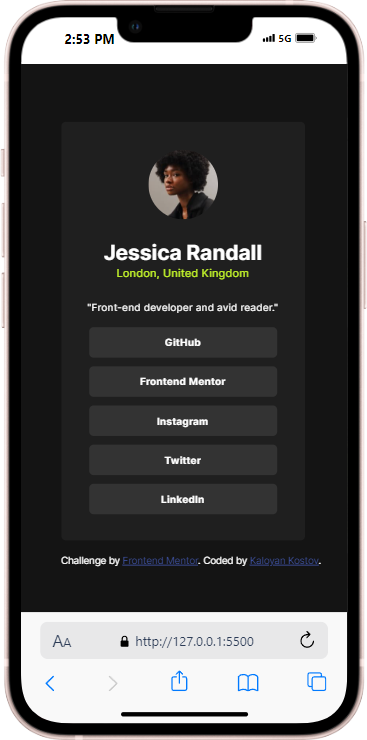 2:53 PM 5G
Jessica Randall
London, United Kingdom
"Front-end developer and avid reader."
GitHub
Frontend Mentor
Instagram
Twitter
LinkedIn
Challenge by Frontend Mentor. Coded by Kaloyan Kostov.
AA http://127.0.0.1:5500